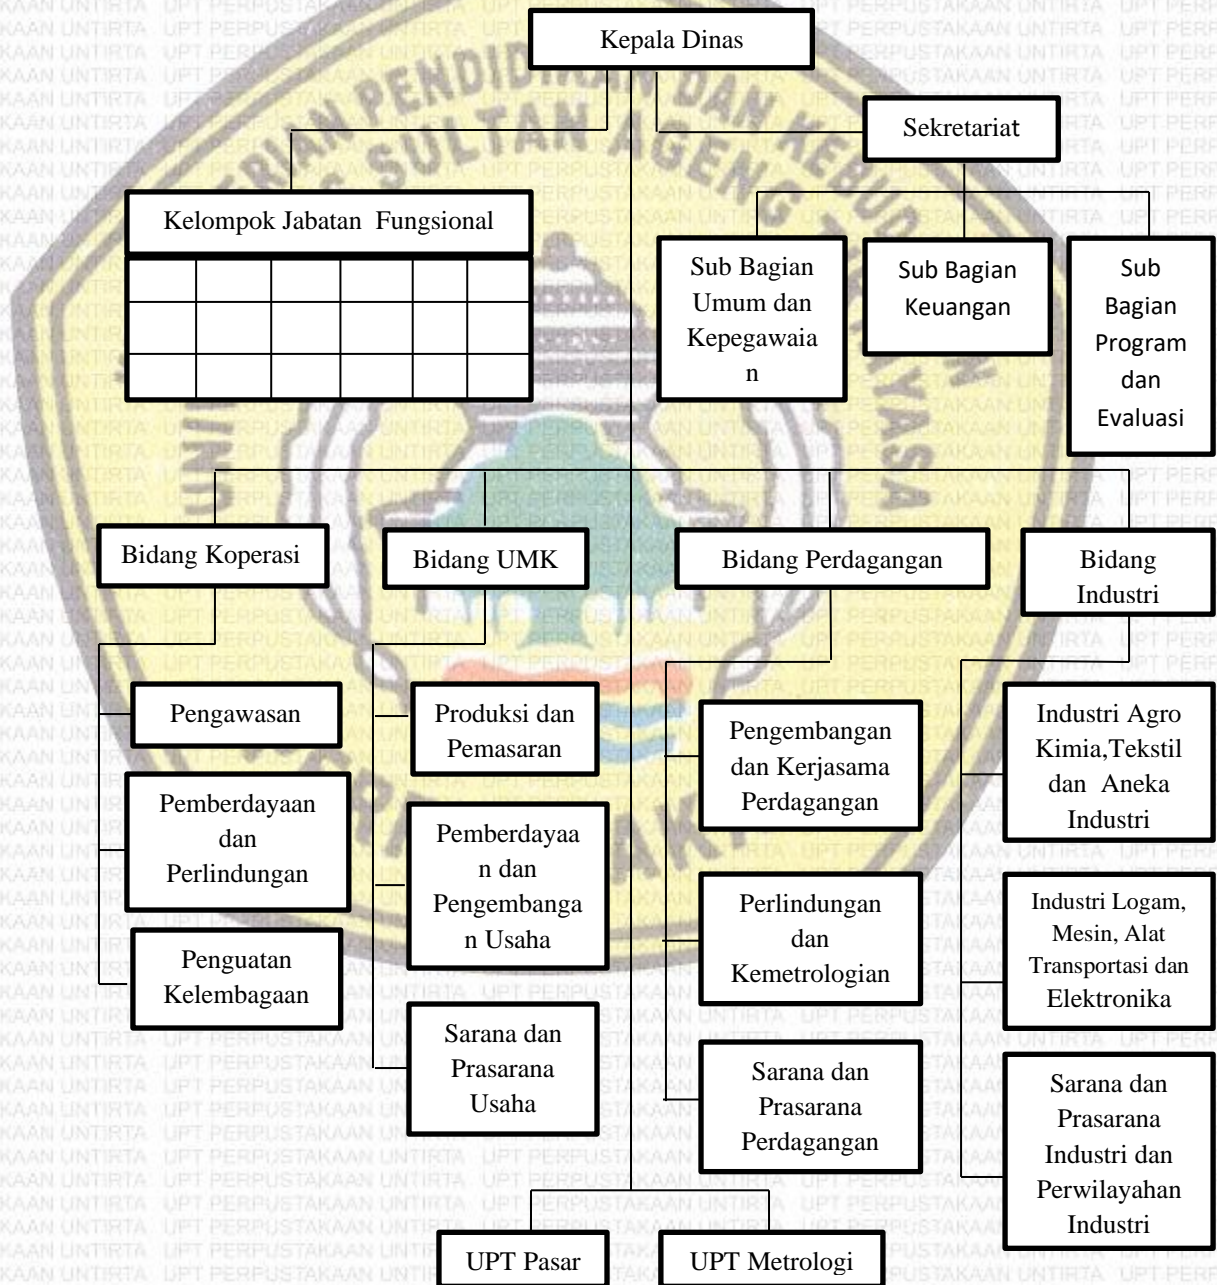 Kepala Dinas
Sekretariat
Kelompok Jabatan Fungsional
Sub Bagian
Umum dan
Kepegawaia
n
Sub Bagian
Keuangan
Sub
Bagian
Program
dan
Evaluasi
Bidang Koperasi
Bidang UMK
Bidang Perdagangan
Bidang
Industri
Pengawasan
Pemberdayaan
dan
Perlindungan
Penguatan
Kelembagaan
Produksi dan
Pemasaran
Pemberdayaa
n dan
Pengembanga
n Usaha
Sarana dan
Prasarana
Usaha
Pengembangan
dan Kerjasama
Perdagangan
Perlindungan
dan
Kemetrologian
Sarana dan
Prasarana
Perdagangan
Industri Agro
Kimia,Tekstil
dan Aneka
Industri
Industri Logam,
Mesin, Alat
Transportasi dan
Elektronika
Sarana dan
Prasarana
Industri dan
Perwilayahan
Industri
UPT Pasar
UPT Metrologi